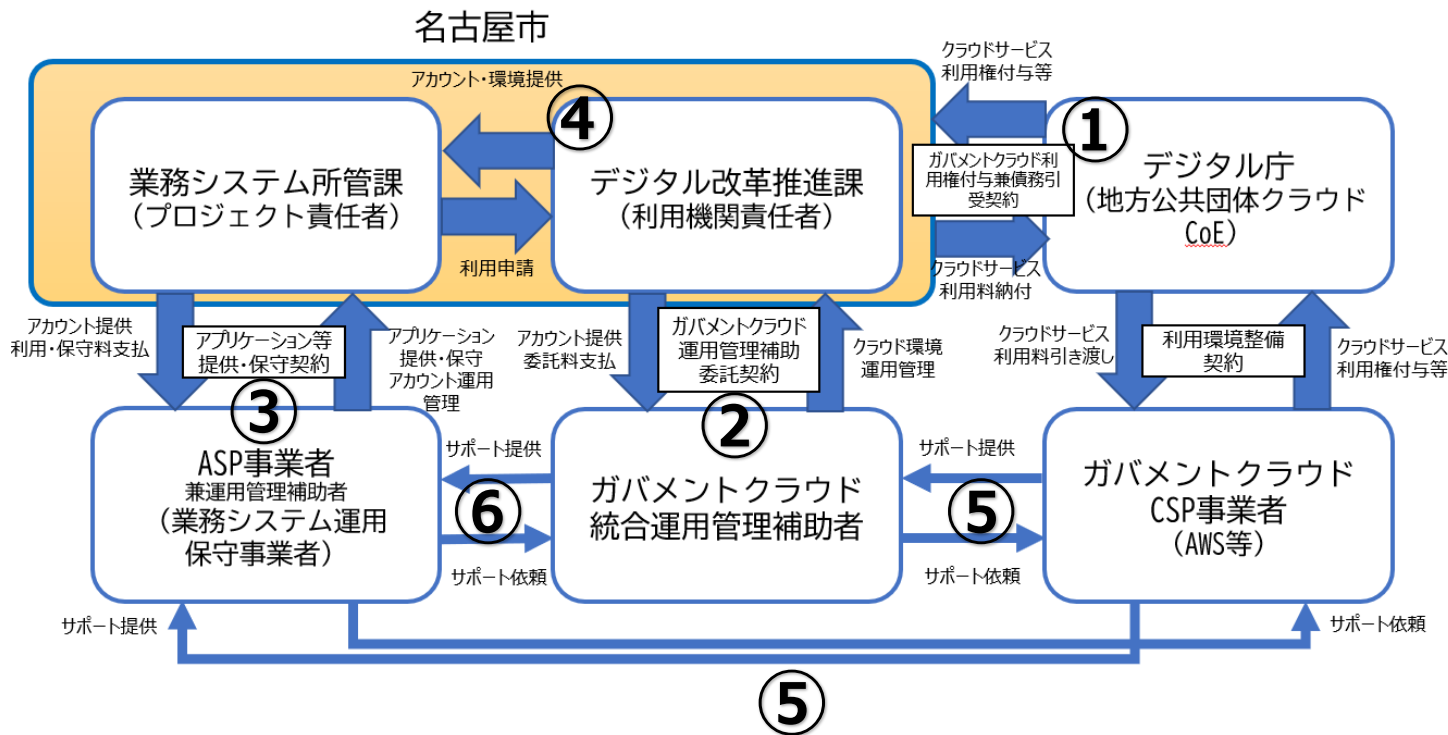 名古屋市
クラウドサービス
利用権付与等
アカウント・環境提供
④
①
業務システム所管課
(プロジェクト責任者)
デジタル改革推進課
(利用機関責任者)
ガバメントクラウド利
用権付与兼債務引
受契約
デジタル庁
(地方公共団体クラウド
CoE)
利用申請
クラウドサービス
利用料納付
アカウント提供
利用・保守料支払
アプリケーション等
提供・保守契約
アプリケーション
提供・保守
アカウント運用
管理
アカウント提供
委託料支払
ガバメントクラウド
運用管理補助
委託契約
クラウド環境
運用管理
クラウドサービス
利用料引き渡し
利用環境整備
契約
クラウドサービス
利用権付与等
③
②
ASP事業者
兼運用管理補助者
(業務システム運用
保守事業者)
サポート提供
⑥
サポート依頼
ガバメントクラウド
統合運用管理補助者
サポート提供
⑤
サポート依頼
ガバメントクラウド
CSP事業者
(AWS等)
サポート提供
サポート依頼
⑤